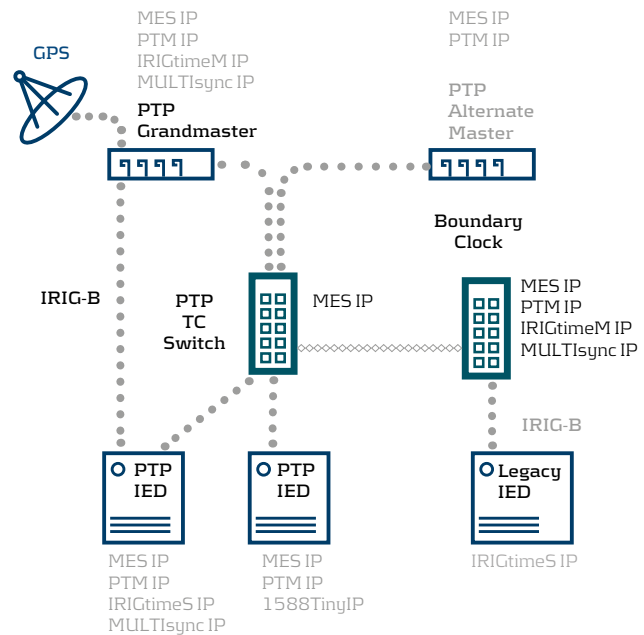 MES IP
PTM IP
IRIGtimeM IP
MULTIsync IP
MES IP
PTM IP
GPS
PTP
Grandmaster
PTP
Alternate
Master
Boundary
Clock
IRIG-B
PTP
TC
Switch
MES IP
MES IP
PTM IP
IRIGtimeM IP
MULTIsync IP
IRIG-B
PTP
IED
PTP
IED
Legacy
IED
MES IP
PTM IP
IRIGtimeS IP
MULTIsync IP
MES IP
PTM IP
1588TinyIP
IRIGtimeS IP